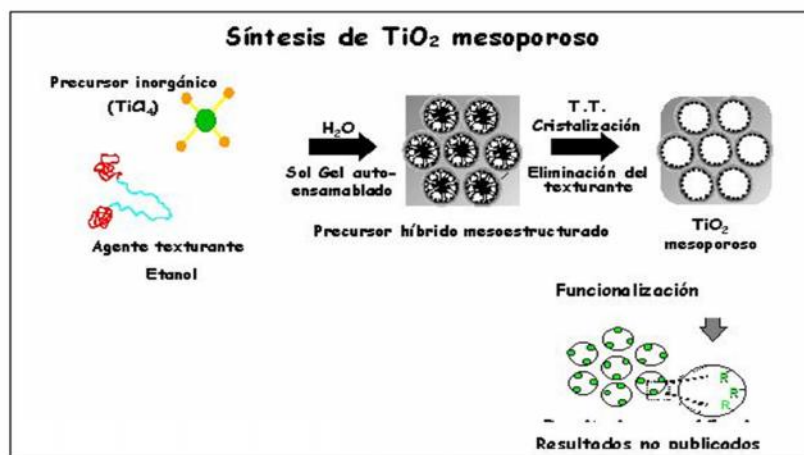 Síntesis de TiO₂ mesoporoso
Precursor inorgánico
(TiCl₄)
H₂O
Sol Gel auto-
ensamablado
T.T.
Cristalización
Eliminación del
texturante
Agente texturante
Etanol
Precursor híbrido mesoestructurado
TiO₂
mesoporoso
Funcionalización
R
R
R
Resultados no publicados